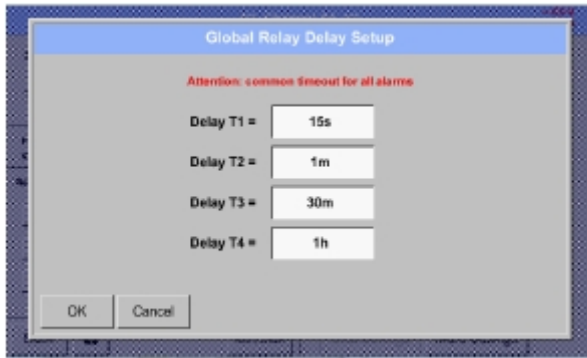 Global Relay Delay Setup
Attention: common timeout for all alarms
Delay T1 = 15s
Delay T2 = 1m
Delay T3 = 30m
Delay T4 = 1h
OK Cancel